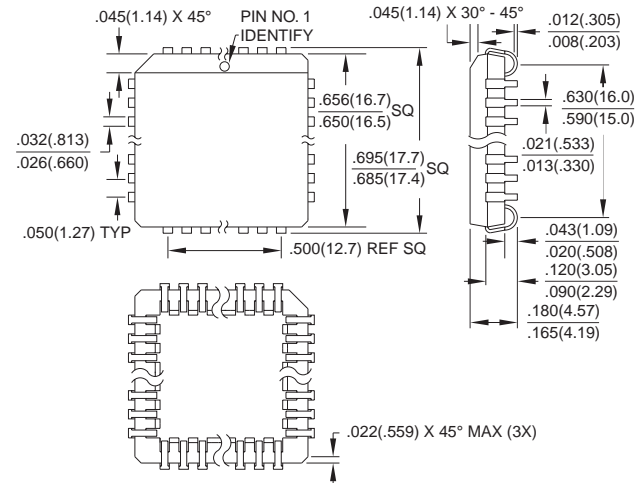 .045(1.14) X 45°
PIN NO. 1
IDENTIFY
.045(1.14) X 30° - 45°
.012(.305)
.008(.203)
.656(16.7)
.650(16.5)
SQ
.630(16.0)
.590(15.0)
.032(.813)
.026(.660)
.695(17.7)
.685(17.4)
SQ
.021(.533)
.013(.330)
.050(1.27) TYP
.500(12.7) REF SQ
.043(1.09)
.020(.508)
.120(3.05)
.090(2.29)
.180(4.57)
.165(4.19)
.022(.559) X 45° MAX (3X)